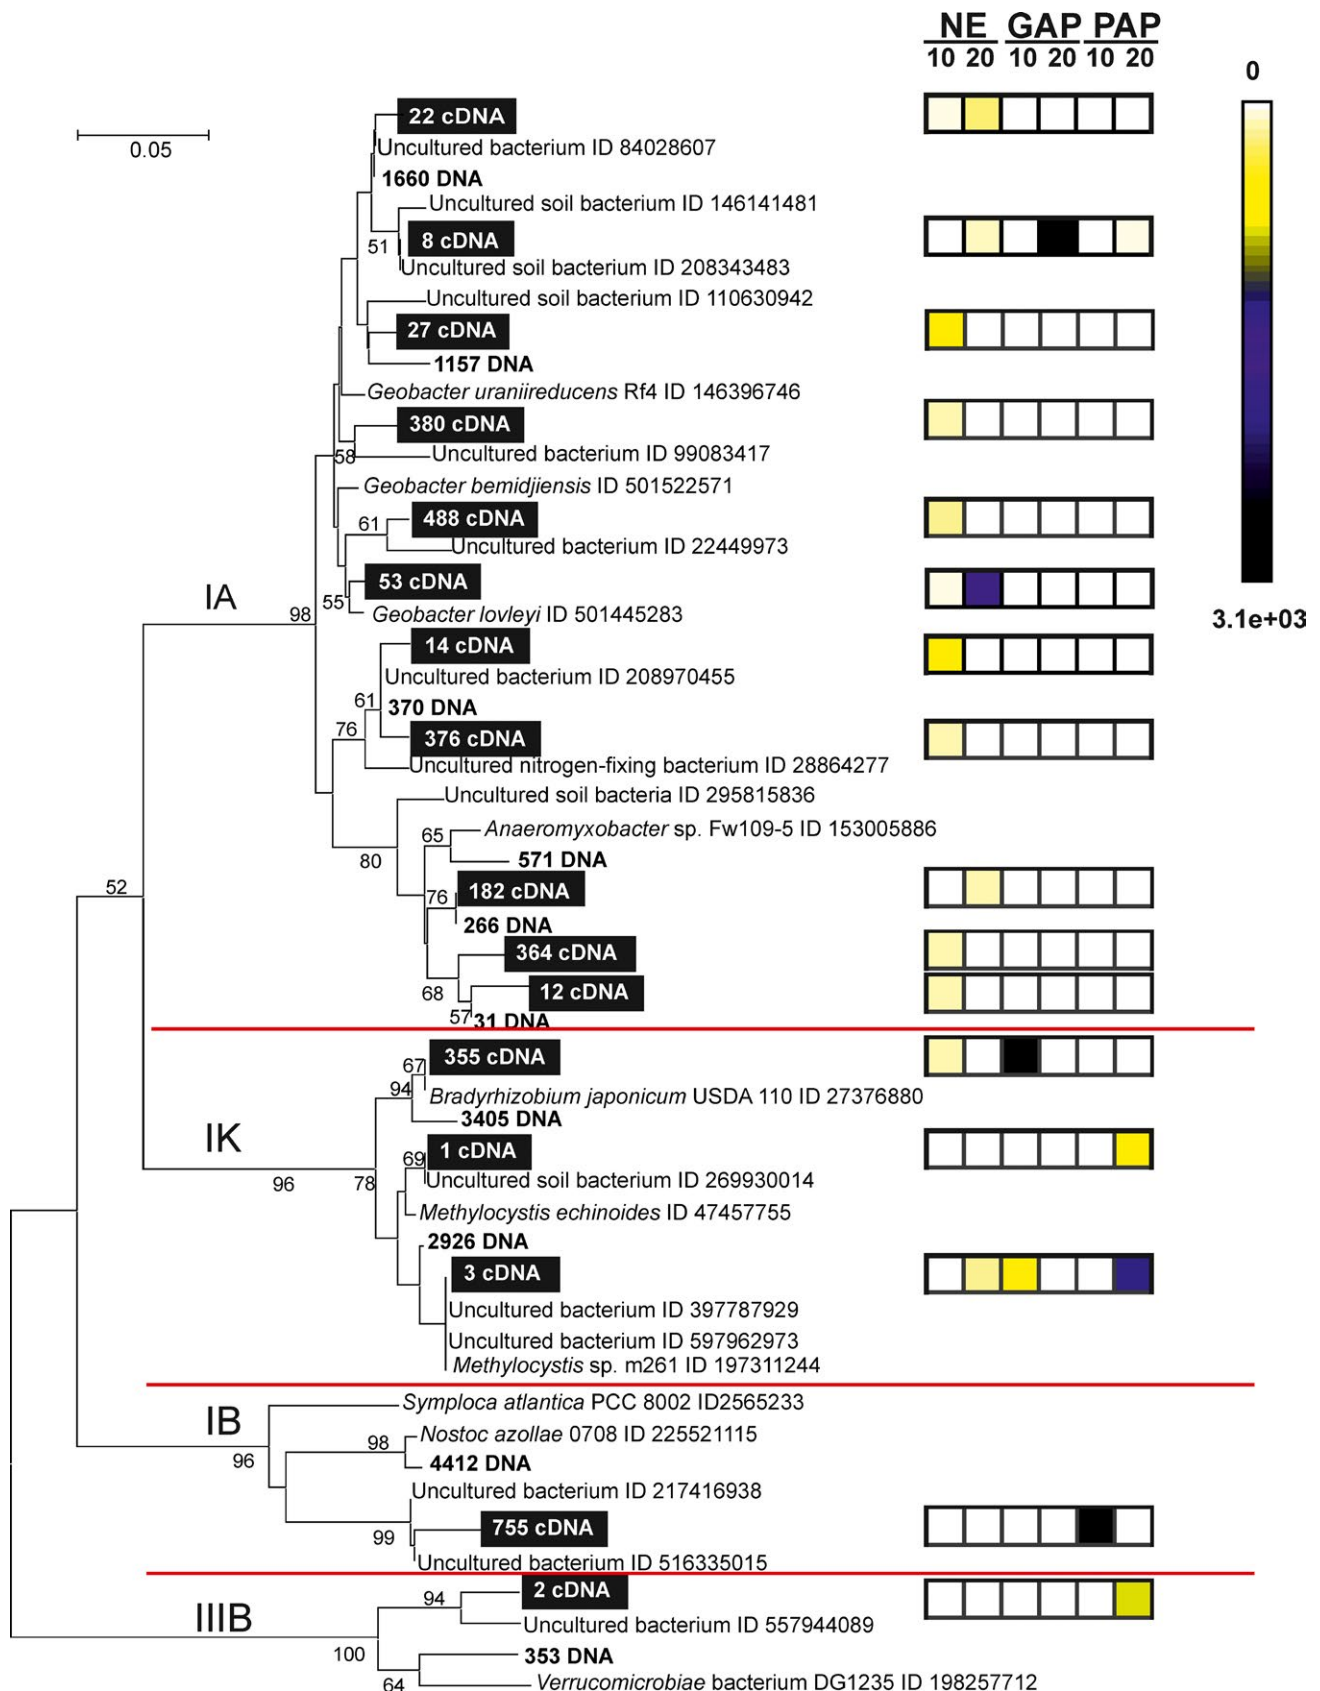 NE GAP PAP
10 20 10 20 10 20
0
22 cDNA
0.05
Uncultured bacterium ID 84028607
1660 DNA
Uncultured soil bacterium ID 146141481
51
8 cDNA
Uncultured soil bacterium ID 208343483
Uncultured soil bacterium ID 110630942
27 cDNA
1157 DNA
Geobacter uraniireducens Rf4 ID 146396746
380 cDNA
58
Uncultured bacterium ID 99083417
Geobacter bemidjiensis ID 501522571
61
488 cDNA
Uncultured bacterium ID 22449973
53 cDNA
IA
55
98
Geobacter lovleyi ID 501445283
3.1e+03
14 cDNA
Uncultured bacterium ID 208970455
61
370 DNA
76
376 cDNA
Uncultured nitrogen-fixing bacterium ID 28864277
Uncultured soil bacteria ID 295815836
65
Anaeromyxobacter sp. Fw109-5 ID 153005886
80
571 DNA
52
76
182 cDNA
266 DNA
364 cDNA
68
12 cDNA
57
31 DNA
355 cDNA
67
94
Bradyrhizobium japonicum USDA 110 ID 27376880
3405 DNA
IK
69
1 cDNA
96
78
Uncultured soil bacterium ID 269930014
Methylocystis echinoides ID 47457755
2926 DNA
3 cDNA
Uncultured bacterium ID 397787929
Uncultured bacterium ID 597962973
Methylocystis sp. m261 ID 197311244
Symploca atlantica PCC 8002 ID2565233
IB
98
Nostoc azollae 0708 ID 225521115
96
4412 DNA
Uncultured bacterium ID 217416938
99
755 cDNA
Uncultured bacterium ID 516335015
94
2 cDNA
IIIB
Uncultured bacterium ID 557944089
100
353 DNA
64
Verrucomicrobiae bacterium DG1235 ID 198257712